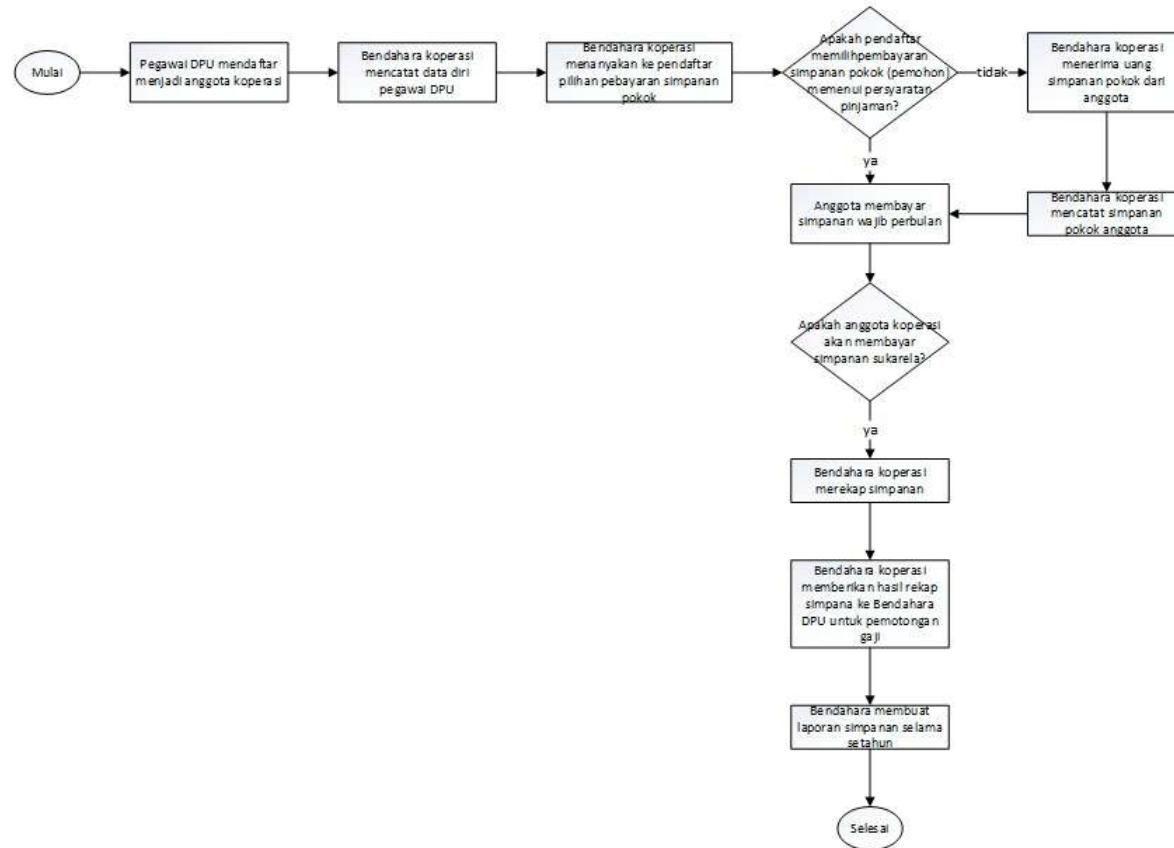 Mulai
Pegawai DPU mendaftar
menjadi anggota koperasi
Bendahara koperasi
mencatat data diri
pegawai DPU
Bendahara koperasi
menanyakan ke pendaftar
pilihan pebayaran simpanan
pokok
Apakah pendaftar
memilihpembayaran
simpanan pokok (pemohon)
memenui persyaratan
pinjaman?
tidak
Bendahara koperasi
menerima uang
simpanan pokok dari
anggota
ya
Anggota membayar
simpanan wajib perbulan
Bendahara koperasi
mencatat simpanan
pokok anggota
Apakah anggota koperasi
akan membayar
simpanan sukarela?
ya
Bendahara koperasi
merekap simpanan
Bendahara koperasi
memberikan hasil rekap
simpana ke Bendahara
DPU untuk pemotongan
gaji
Bendahara membuat
laporan simpanan selama
setahun
Selesai